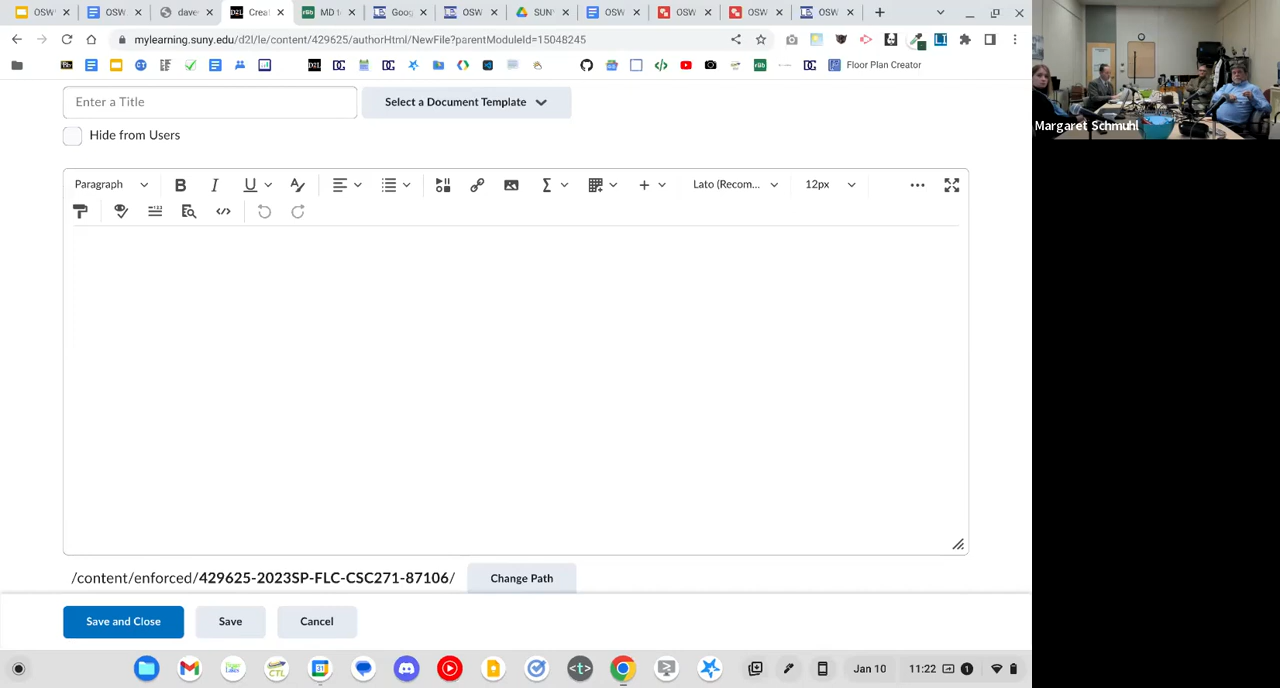 OSW
OSW
dave
D2L Crea
rGb MD t
Goog
OSW
SUN
OSW
OSW
OSW
OSW
mylearning.suny.edu/d2l/le/content/429625/authorHtml/NewFile?parentModuleId=15048245
Floor Plan Creator
Enter a Title
Select a Document Template
Hide from Users
Paragraph
B I U
Lato (Recom...
12px
/content/enforced/429625-2023SP-FLC-CSC271-87106/
Change Path
Save and Close
Save
Cancel
Jan 10
11:22
1
Margaret Schmuhl